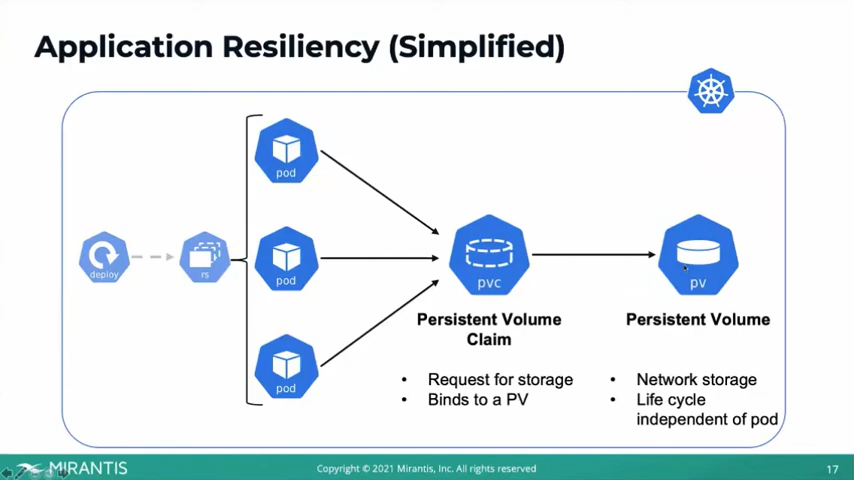 Application Resiliency (Simplified)
pod
deploy
rs
pod
pod
pvc
pv
Persistent Volume
Claim
• Request for storage
• Binds to a PV
Persistent Volume
• Network storage
• Life cycle
independent of pod
MIRANTIS
Copyright © 2021 Mirantis, Inc. All rights reserved
17